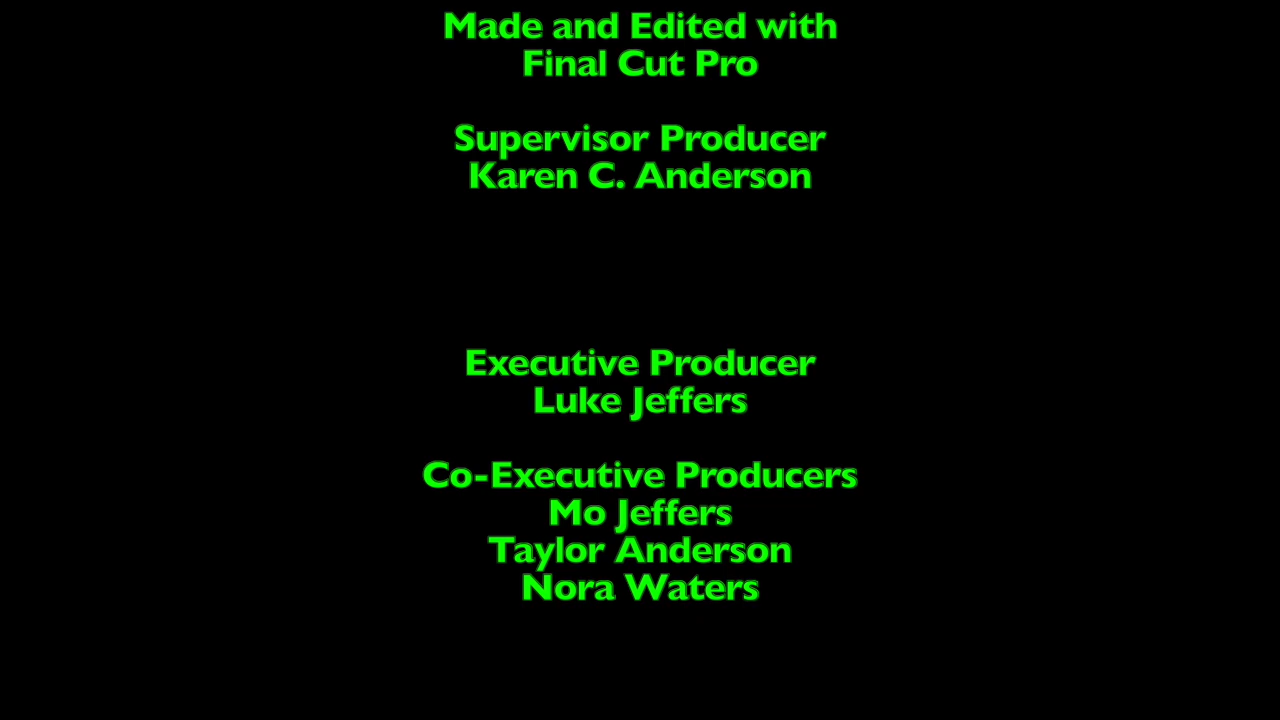 Made and Edited with
Final Cut Pro
Supervisor Producer
Karen C. Anderson
Executive Producer
Luke Jeffers
Co-Executive Producers
Mo Jeffers
Taylor Anderson
Nora Waters